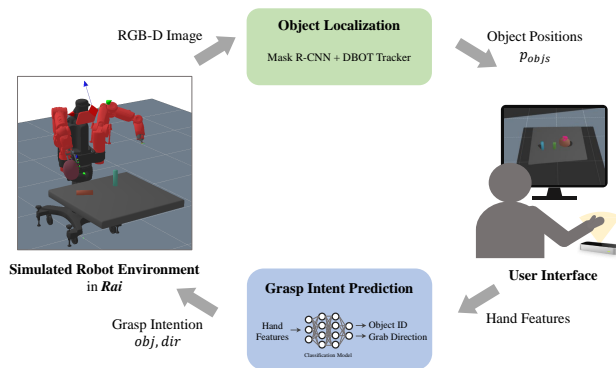 RGB-D Image
Object Localization
Mask R-CNN + DBOT Tracker
Object Positions
p_objs
Simulated Robot Environment
in Rai
User Interface
Grasp Intent Prediction
Hand
Features
Object ID
Grab Direction
Classification Model
Grasp Intention
obj, dir
Hand Features